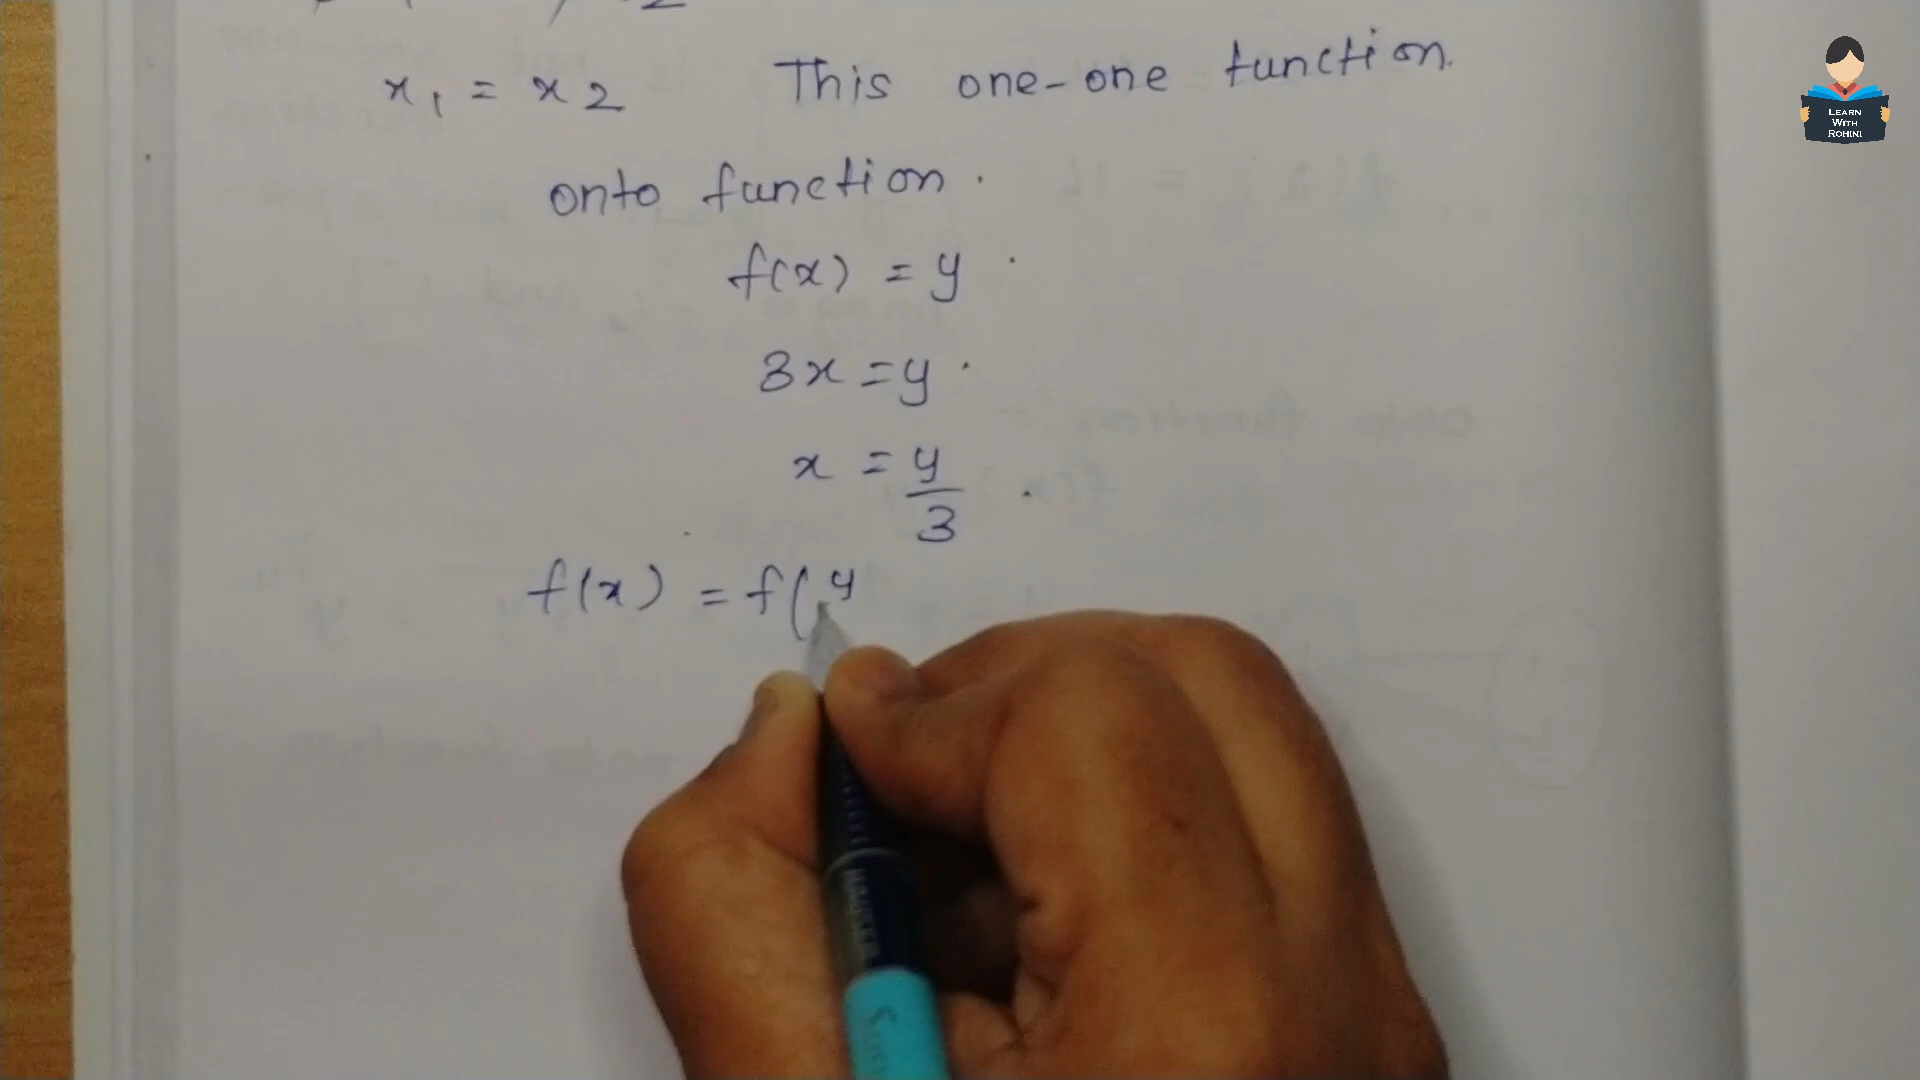 x₁ = x₂ This one-one function.
onto function.
f(x) = y
3x = y
x = y/3
f(x) = f(y
LEARN
WITH
ROHINI